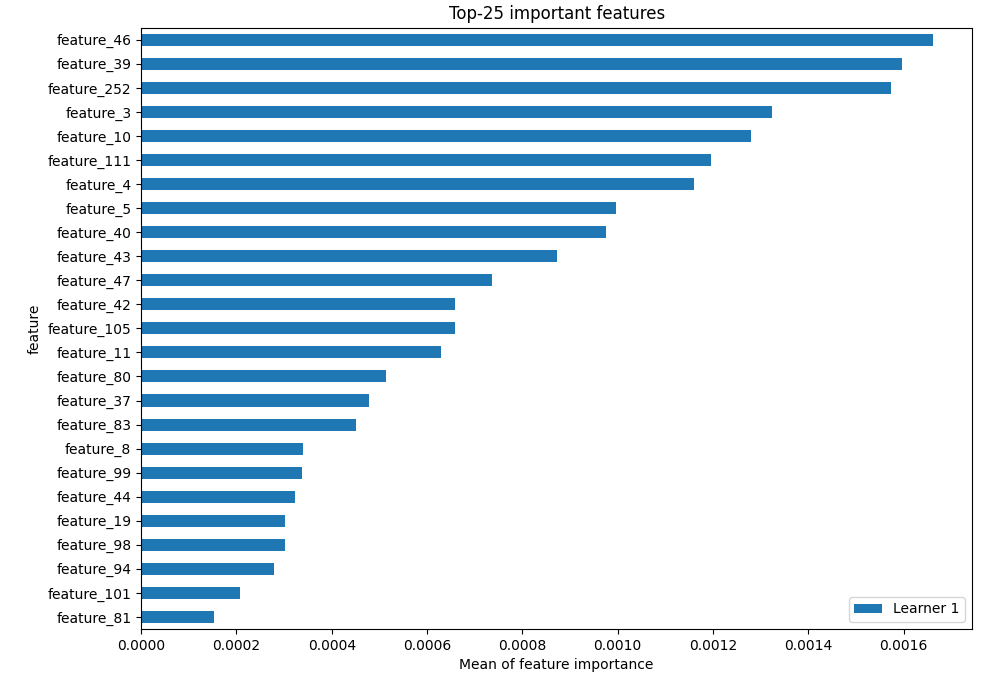 Top-25 important features
feature_46
feature_39
feature_252
feature_3
feature_10
feature_111
feature_4
feature_5
feature_40
feature_43
feature_47
feature_42
feature_105
feature_11
feature_80
feature_37
feature_83
feature_8
feature_99
feature_44
feature_19
feature_98
feature_94
feature_101
feature_81
feature
Learner 1
0.0000 0.0002 0.0004 0.0006 0.0008 0.0010 0.0012 0.0014 0.0016
Mean of feature importance